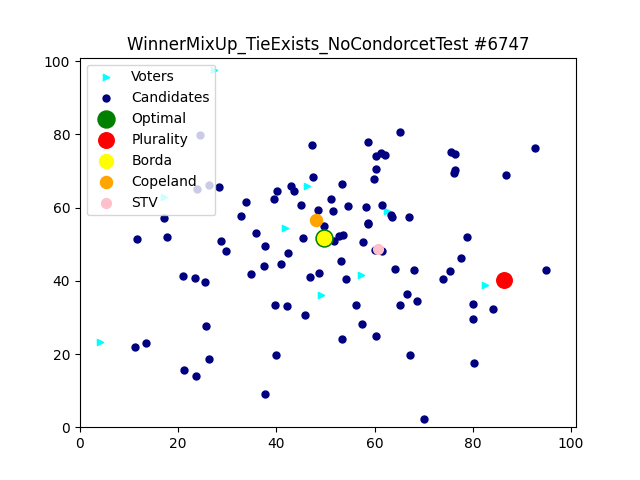 WinnerMixUp_TieExists_NoCondorcetTest #6747
Voters
Candidates
Optimal
Plurality
Borda
Copeland
STV
100
80
60
40
20
0
0 20 40 60 80 100